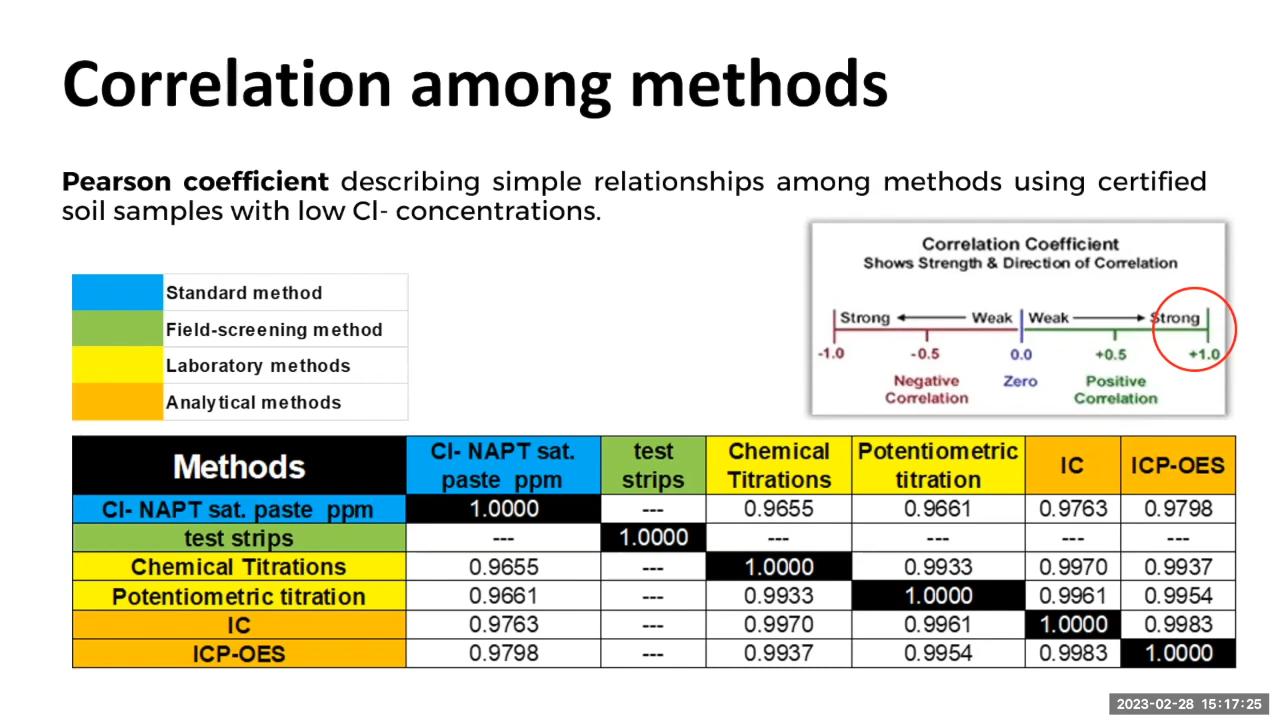 Correlation among methods
Pearson coefficient describing simple relationships among methods using certified
soil samples with low Cl- concentrations.
Correlation Coefficient
Shows Strength & Direction of Correlation
Strong Weak Weak Strong
-1.0 -0.5 0.0 +0.5 +1.0
Negative Zero Positive
Correlation Correlation
Standard method
Field-screening method
Laboratory methods
Analytical methods
Methods Cl- NAPT sat. paste ppm test strips Chemical Titrations Potentiometric titration IC ICP-OES
Cl- NAPT sat. paste ppm 1.0000 --- 0.9655 0.9661 0.9763 0.9798
test strips --- 1.0000 --- --- --- ---
Chemical Titrations 0.9655 --- 1.0000 0.9933 0.9970 0.9937
Potentiometric titration 0.9661 --- 0.9933 1.0000 0.9961 0.9954
IC 0.9763 --- 0.9970 0.9961 1.0000 0.9983
ICP-OES 0.9798 --- 0.9937 0.9954 0.9983 1.0000
2023-02-28 15:17:25